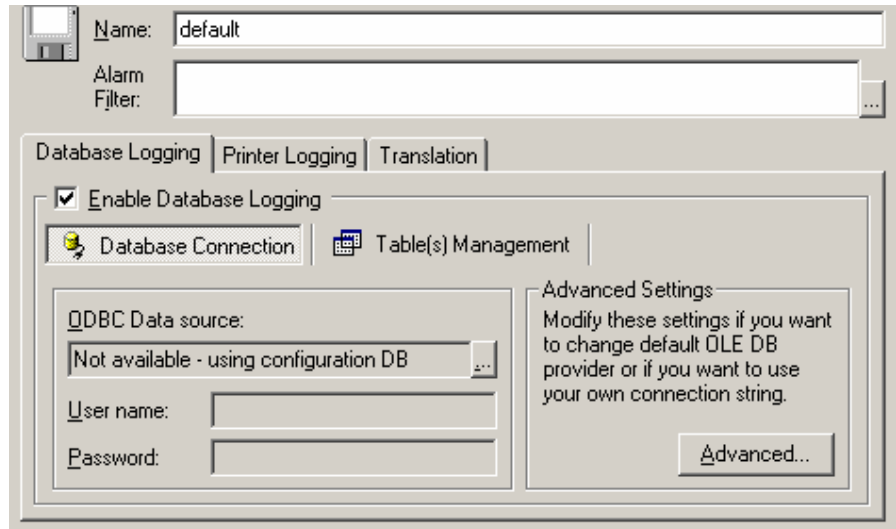 Name: default
Alarm
Filter:
...
Database Logging Printer Logging Translation
Enable Database Logging
Database Connection Table(s) Management
ODBC Data source:
Not available - using configuration DB ...
User name:
Password:
Advanced Settings
Modify these settings if you want
to change default OLE DB
provider or if you want to use
your own connection string.
Advanced...